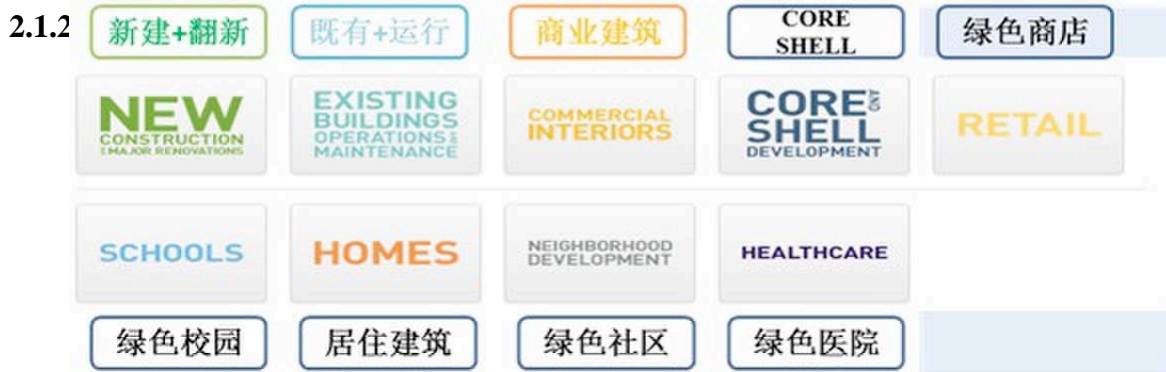 2.1.2
新建+翻新
既有+运行
商业建筑
CORE
SHELL
绿色商店
NEW
CONSTRUCTION
& MAJOR RENOVATIONS
EXISTING
BUILDINGS
OPERATIONS AND
MAINTENANCE
COMMERCIAL
INTERIORS
CORE AND
SHELL
DEVELOPMENT
RETAIL
SCHOOLS
HOMES
NEIGHBORHOOD
DEVELOPMENT
HEALTHCARE
绿色校园
居住建筑
绿色社区
绿色医院